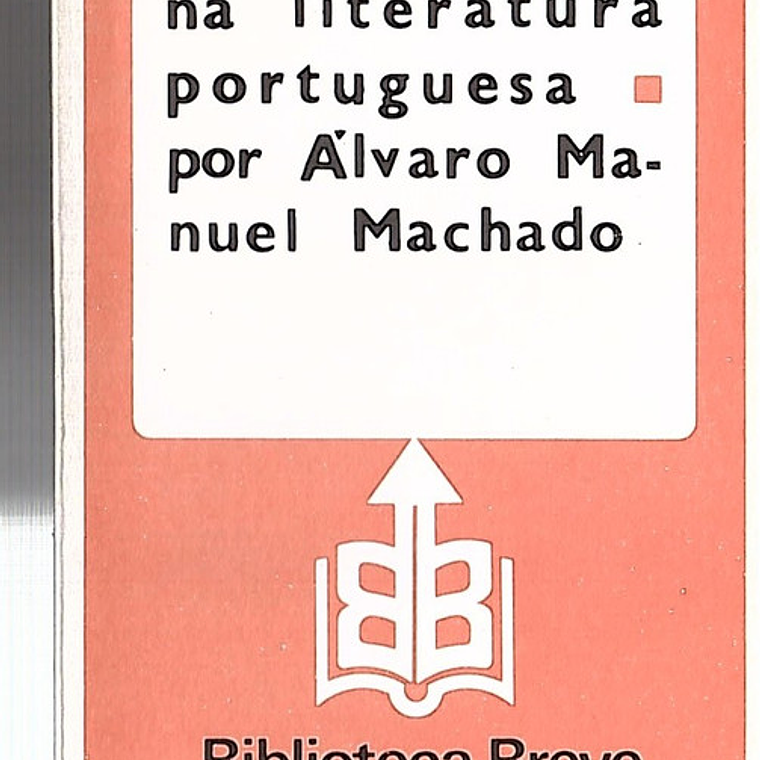 na literatura
portuguesa
por Álvaro Ma-
nuel Machado
Biblioteca Breve